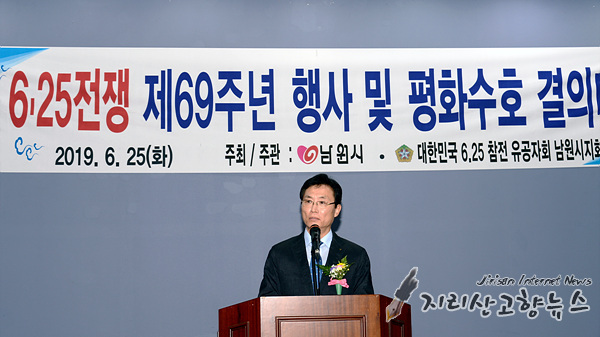 6·25전쟁 제69주년 행사 및 평화수호 결의
2019. 6. 25(화) 주최/주관 : 남원시 · 대한민국 6.25 참전 유공자회 남원시지회
Jirisan Internet News
지리산고향뉴스